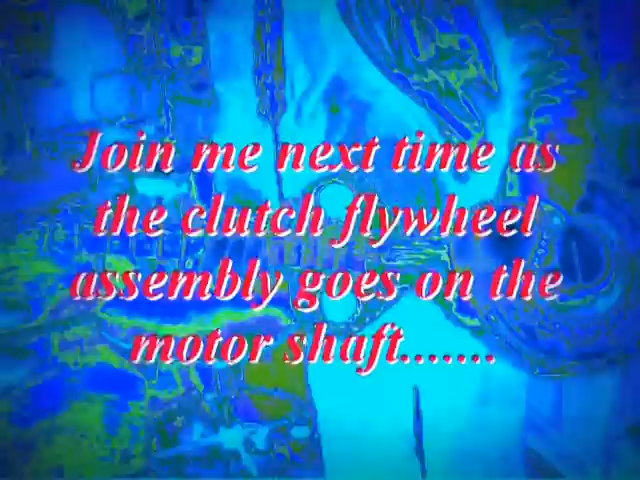 Join me next time as
the clutch flywheel
assembly goes on the
motor shaft.......